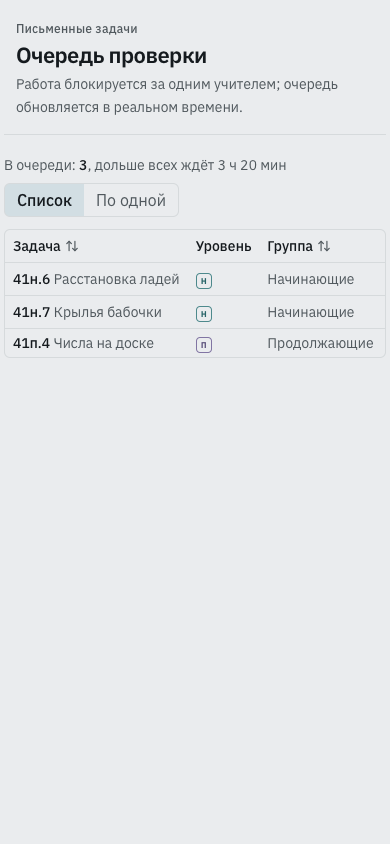 Письменные задачи
Очередь проверки
Работа блокируется за одним учителем; очередь
обновляется в реальном времени.
В очереди: 3, дольше всех ждёт 3 ч 20 мин
Список По одной
Задача Уровень Группа
41н.6 Расстановка ладей н Начинающие
41н.7 Крылья бабочки н Начинающие
41п.4 Числа на доске п Продолжающие